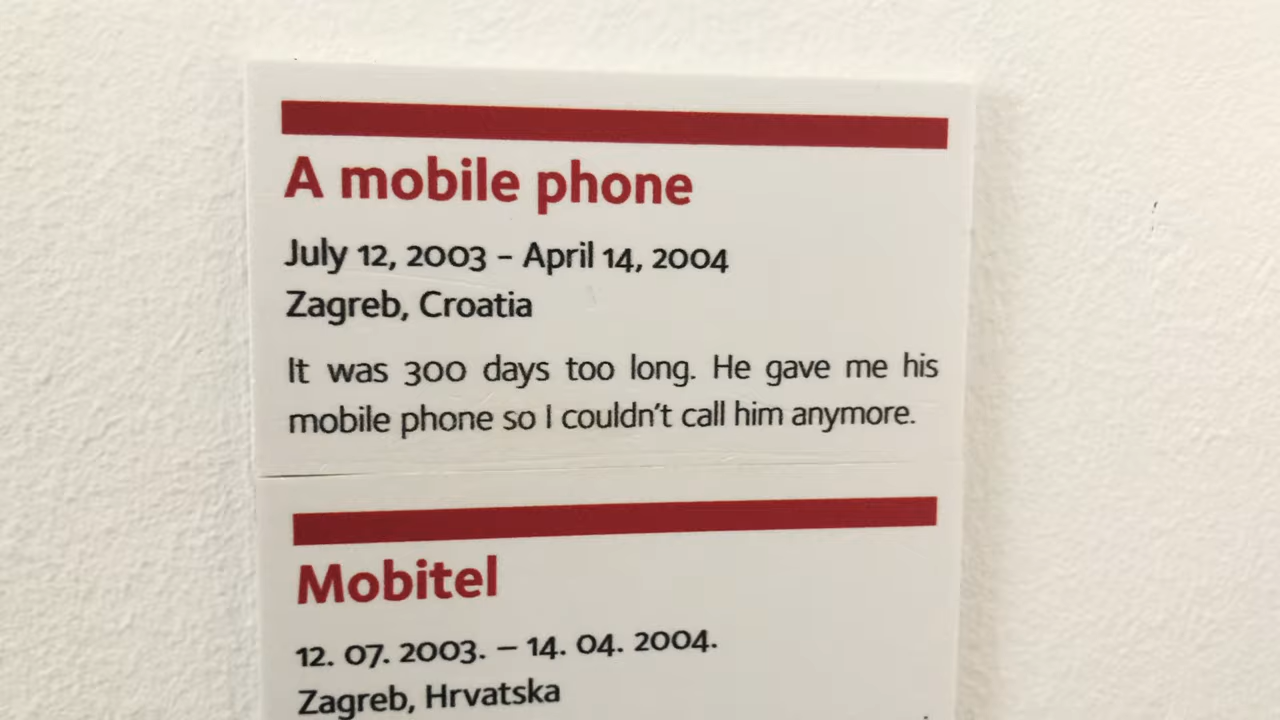 A mobile phone
July 12, 2003 – April 14, 2004
Zagreb, Croatia
It was 300 days too long. He gave me his
mobile phone so I couldn't call him anymore.
Mobitel
12. 07. 2003. – 14. 04. 2004.
Zagreb, Hrvatska